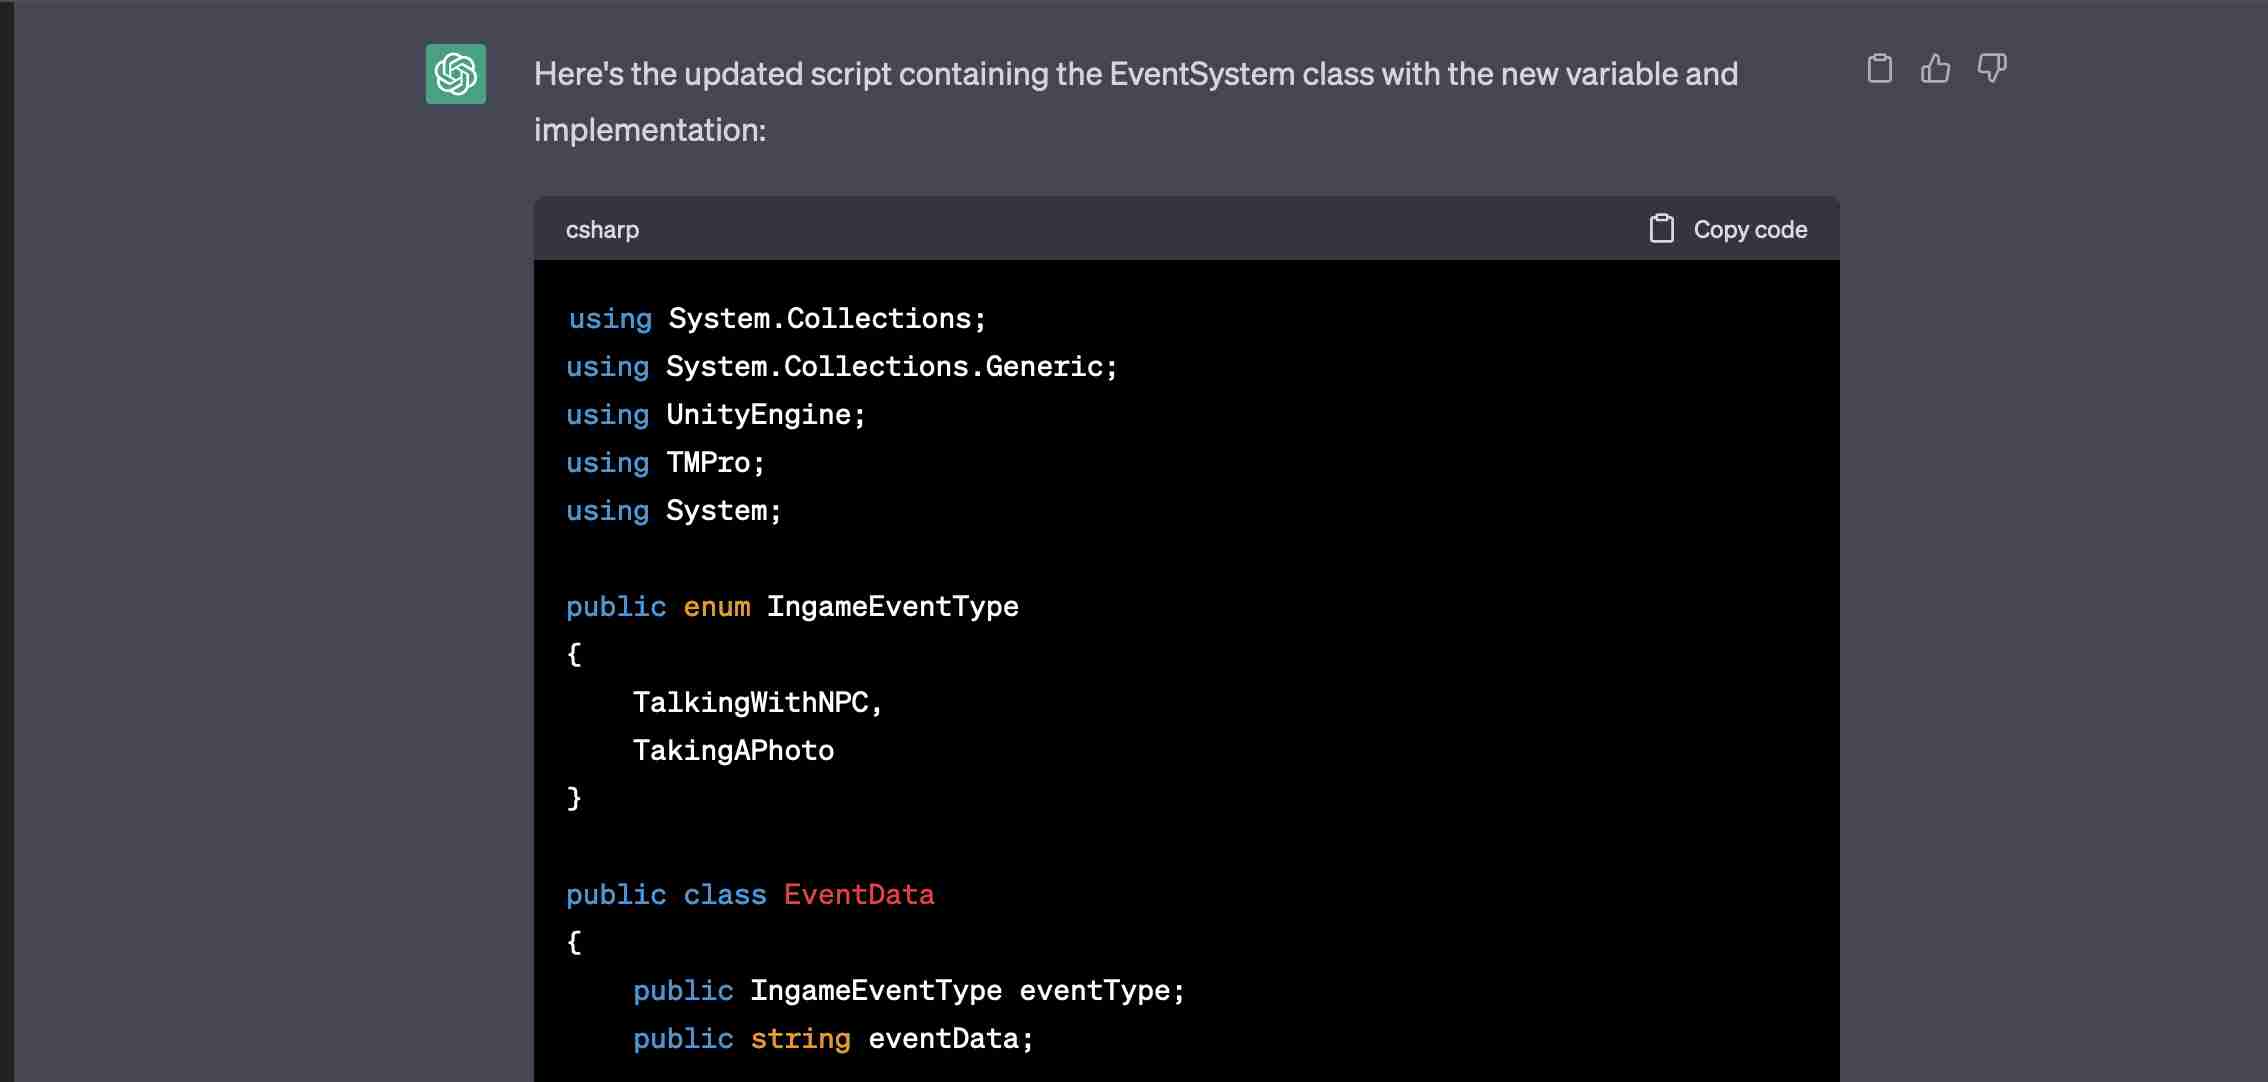 Here's the updated script containing the EventSystem class with the new variable and
implementation:
csharp
Copy code
using System.Collections;
using System.Collections.Generic;
using UnityEngine;
using TMPro;
using System;
public enum IngameEventType
{
    TalkingWithNPC,
    TakingAPhoto
}
public class EventData
{
    public IngameEventType eventType;
    public string eventData;